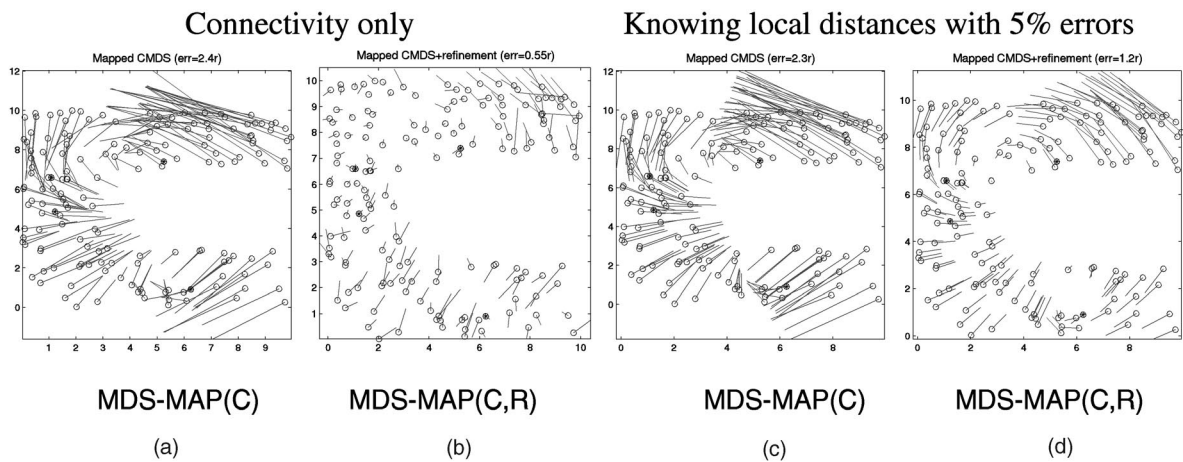 Connectivity only
Knowing local distances with 5% errors
Mapped CMDS (err=2.4r)
Mapped CMDS+refinement (err=0.55r)
Mapped CMDS (err=2.3r)
Mapped CMDS+refinement (err=1.2r)
12
10
8
6
4
2
0
1 2 3 4 5 6 7 8 9
10
9
8
7
6
5
4
3
2
1
0 2 4 6 8 10
12
10
8
6
4
2
0
0 2 4 6 8
10
8
6
4
2
0
0 2 4 6 8
MDS-MAP(C)
MDS-MAP(C,R)
MDS-MAP(C)
MDS-MAP(C,R)
(a)
(b)
(c)
(d)